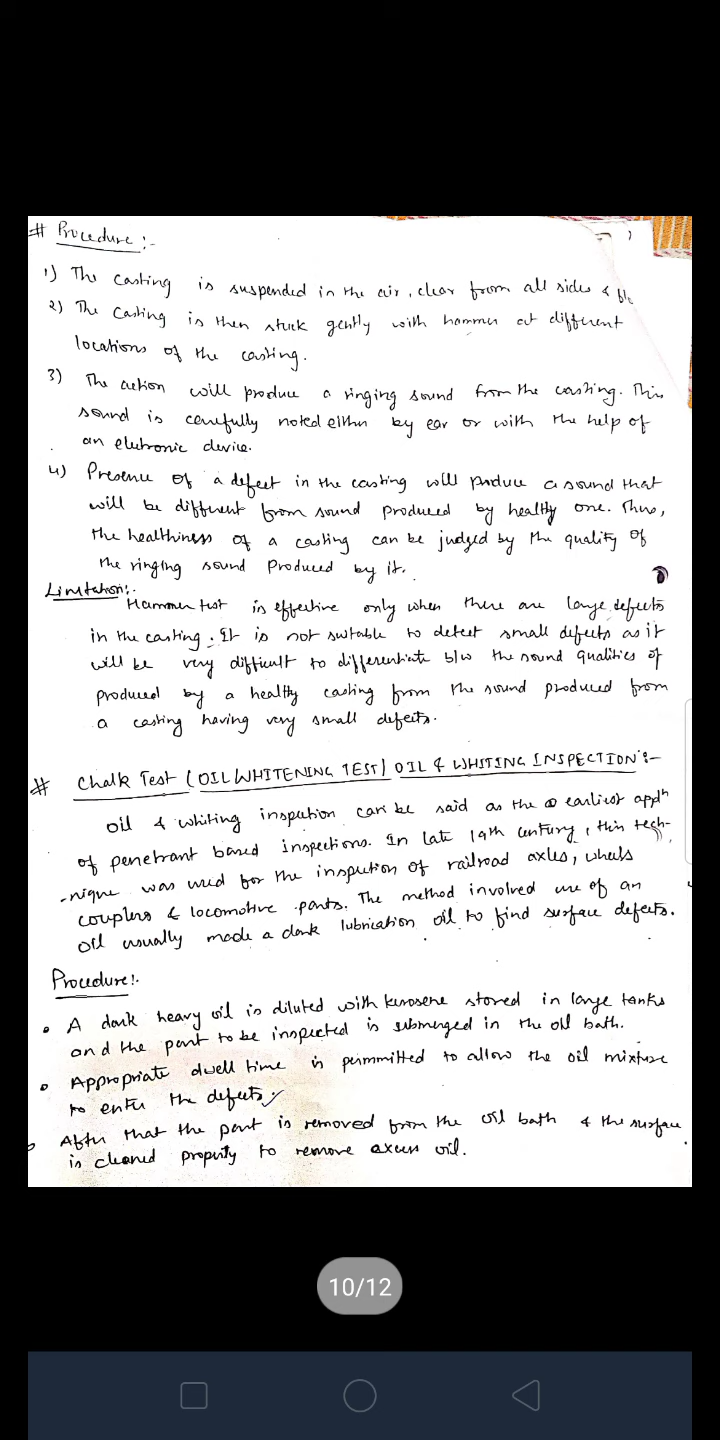 # Procedure :-
1) The casting is suspended in the air, clear from all sides &
2) The casting is then stuck gently with hammer at different
locations of the casting.
3) The action will produce a ringing sound from the casting. This
sound is carefully noted either by ear or with the help of
an eletronic device.
4) Presence of a defect in the casting will produce a sound that
will be different from sound produced by healthy one. Thus,
the healthiness of a casting can be judged by the quality of
the ringing sound Produced by it.
Limitation:-
Hammer test is effective only when there are large defects
in the casting. It is not suitable to detect small defects as it
will be very difficult to differentiate b/w the sound qualities of
produced by a healthy casting from the sound produced from
a casting having very small defects.
# Chalk Test (OIL WHITENING TEST) OIL & WHITING INSPECTION :-
oil & whiting inspection can be said as the earliest appⁿ
of penetrant based inspections. In late 19th century, this tech-
-nique was used for the inspection of railroad axles, wheels
couplers & locomotive parts. The method involved use of an
oil usually made a dark lubrication oil to find surface defects.
Procedure:-
• A dark heavy oil is diluted with kerosene stored in large tanks
and the part to be inspected is submerged in the oil bath.
• Appropriate dwell time is permmitted to allow the oil mixture
to enter the defects.
• After that the part is removed from the oil bath & the surface
is cleaned properly to remove excess oil.
10/12